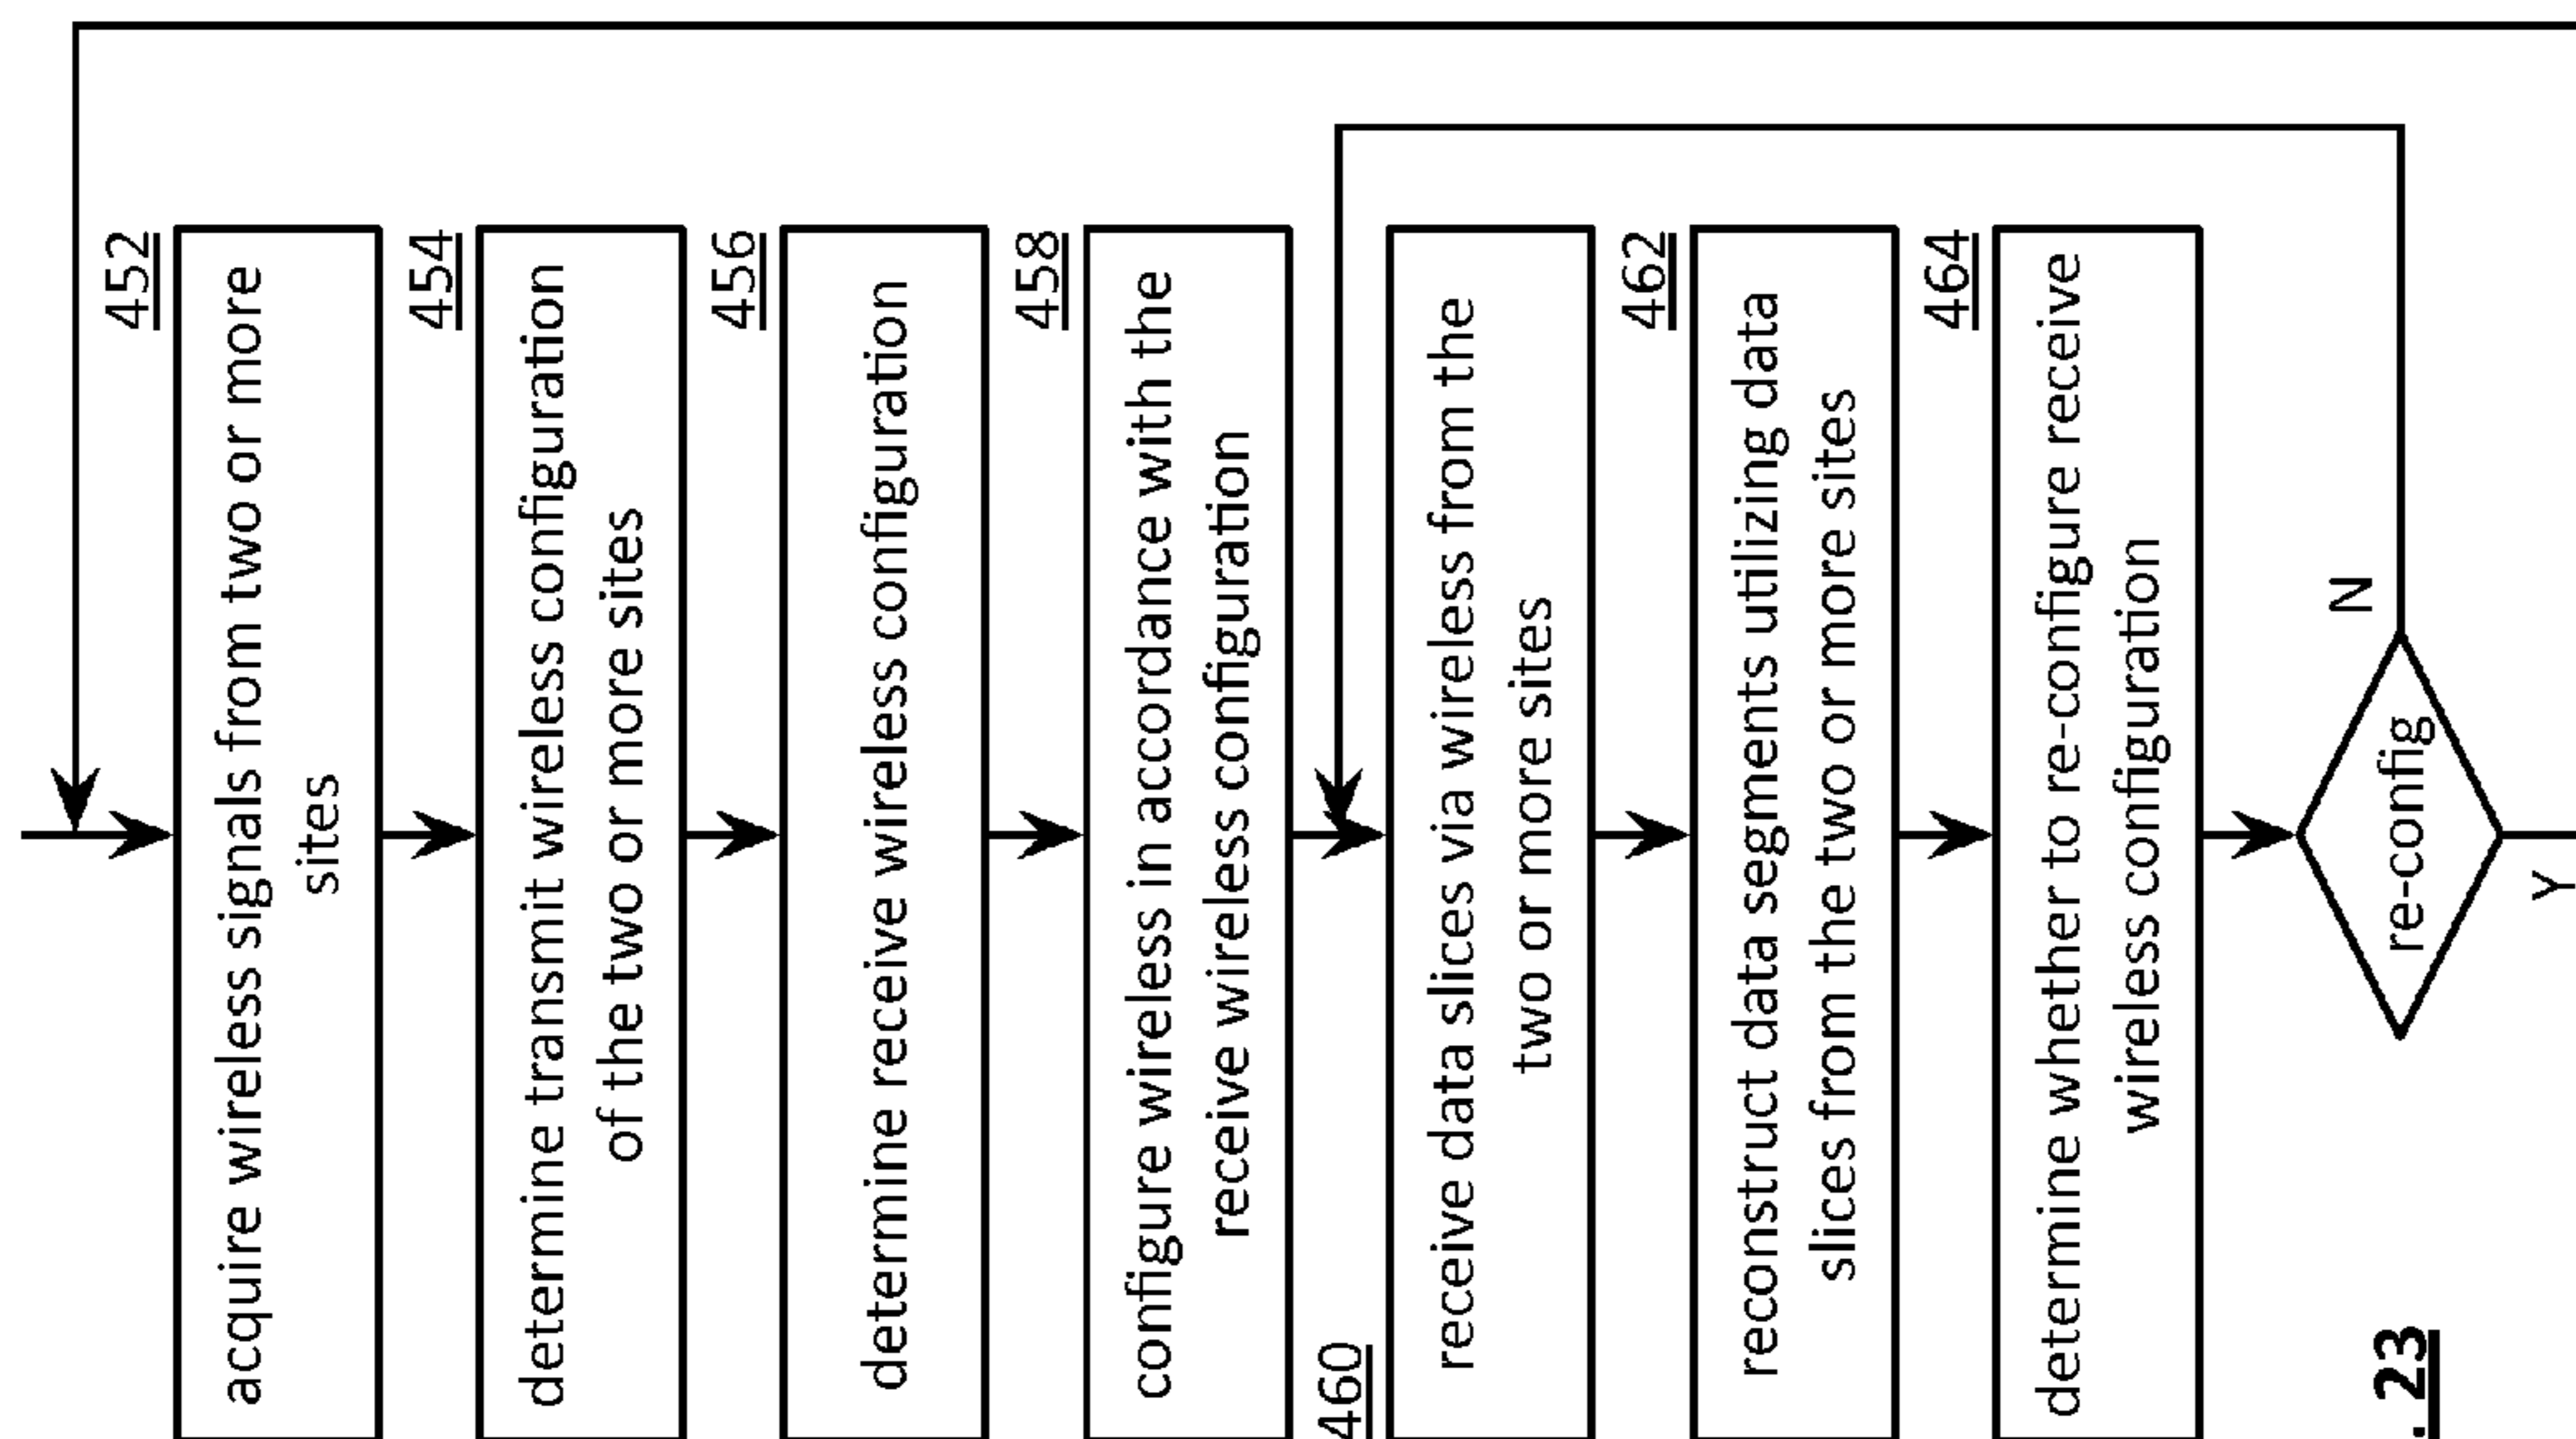 452
acquire wireless signals from two or more
sites
454
determine transmit wireless configuration
of the two or more sites
456
determine receive wireless configuration
458
configure wireless in accordance with the
receive wireless configuration
460
receive data slices via wireless from the
two or more sites
462
reconstruct data segments utilizing data
slices from the two or more sites
464
determine whether to re-configure receive
wireless configuration
re-config
N
Y
. 23